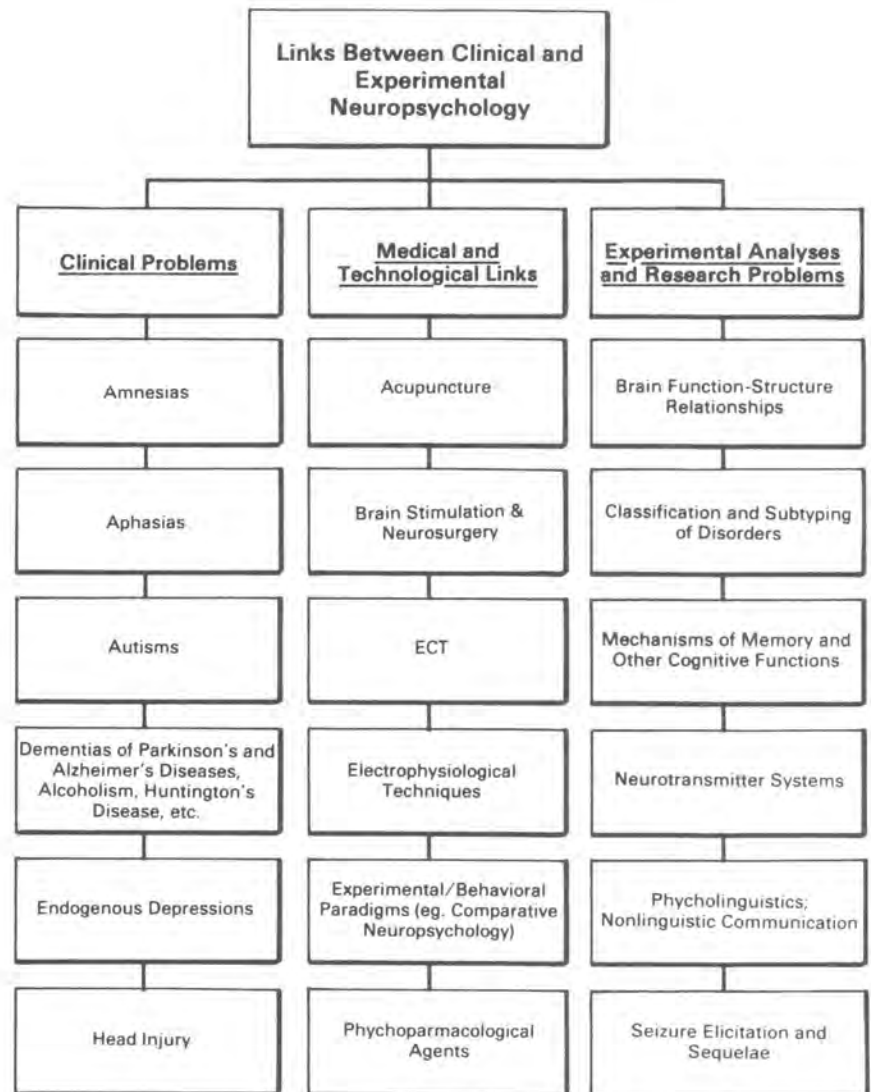 Links Between Clinical and
Experimental
Neuropsychology
Clinical Problems
Medical and
Technological Links
Experimental Analyses
and Research Problems
Amnesias
Acupuncture
Brain Function-Structure
Relationships
Aphasias
Brain Stimulation &
Neurosurgery
Classification and Subtyping
of Disorders
Autisms
ECT
Mechanisms of Memory and
Other Cognitive Functions
Dementias of Parkinson's and
Alzheimer's Diseases,
Alcoholism, Huntington's
Disease, etc.
Electrophysiological
Techniques
Neurotransmitter Systems
Endogenous Depressions
Experimental/Behavioral
Paradigms (eg. Comparative
Neuropsychology)
Phycholinguistics;
Nonlinguistic Communication
Head Injury
Phychoparmacological
Agents
Seizure Elicitation and
Sequelae